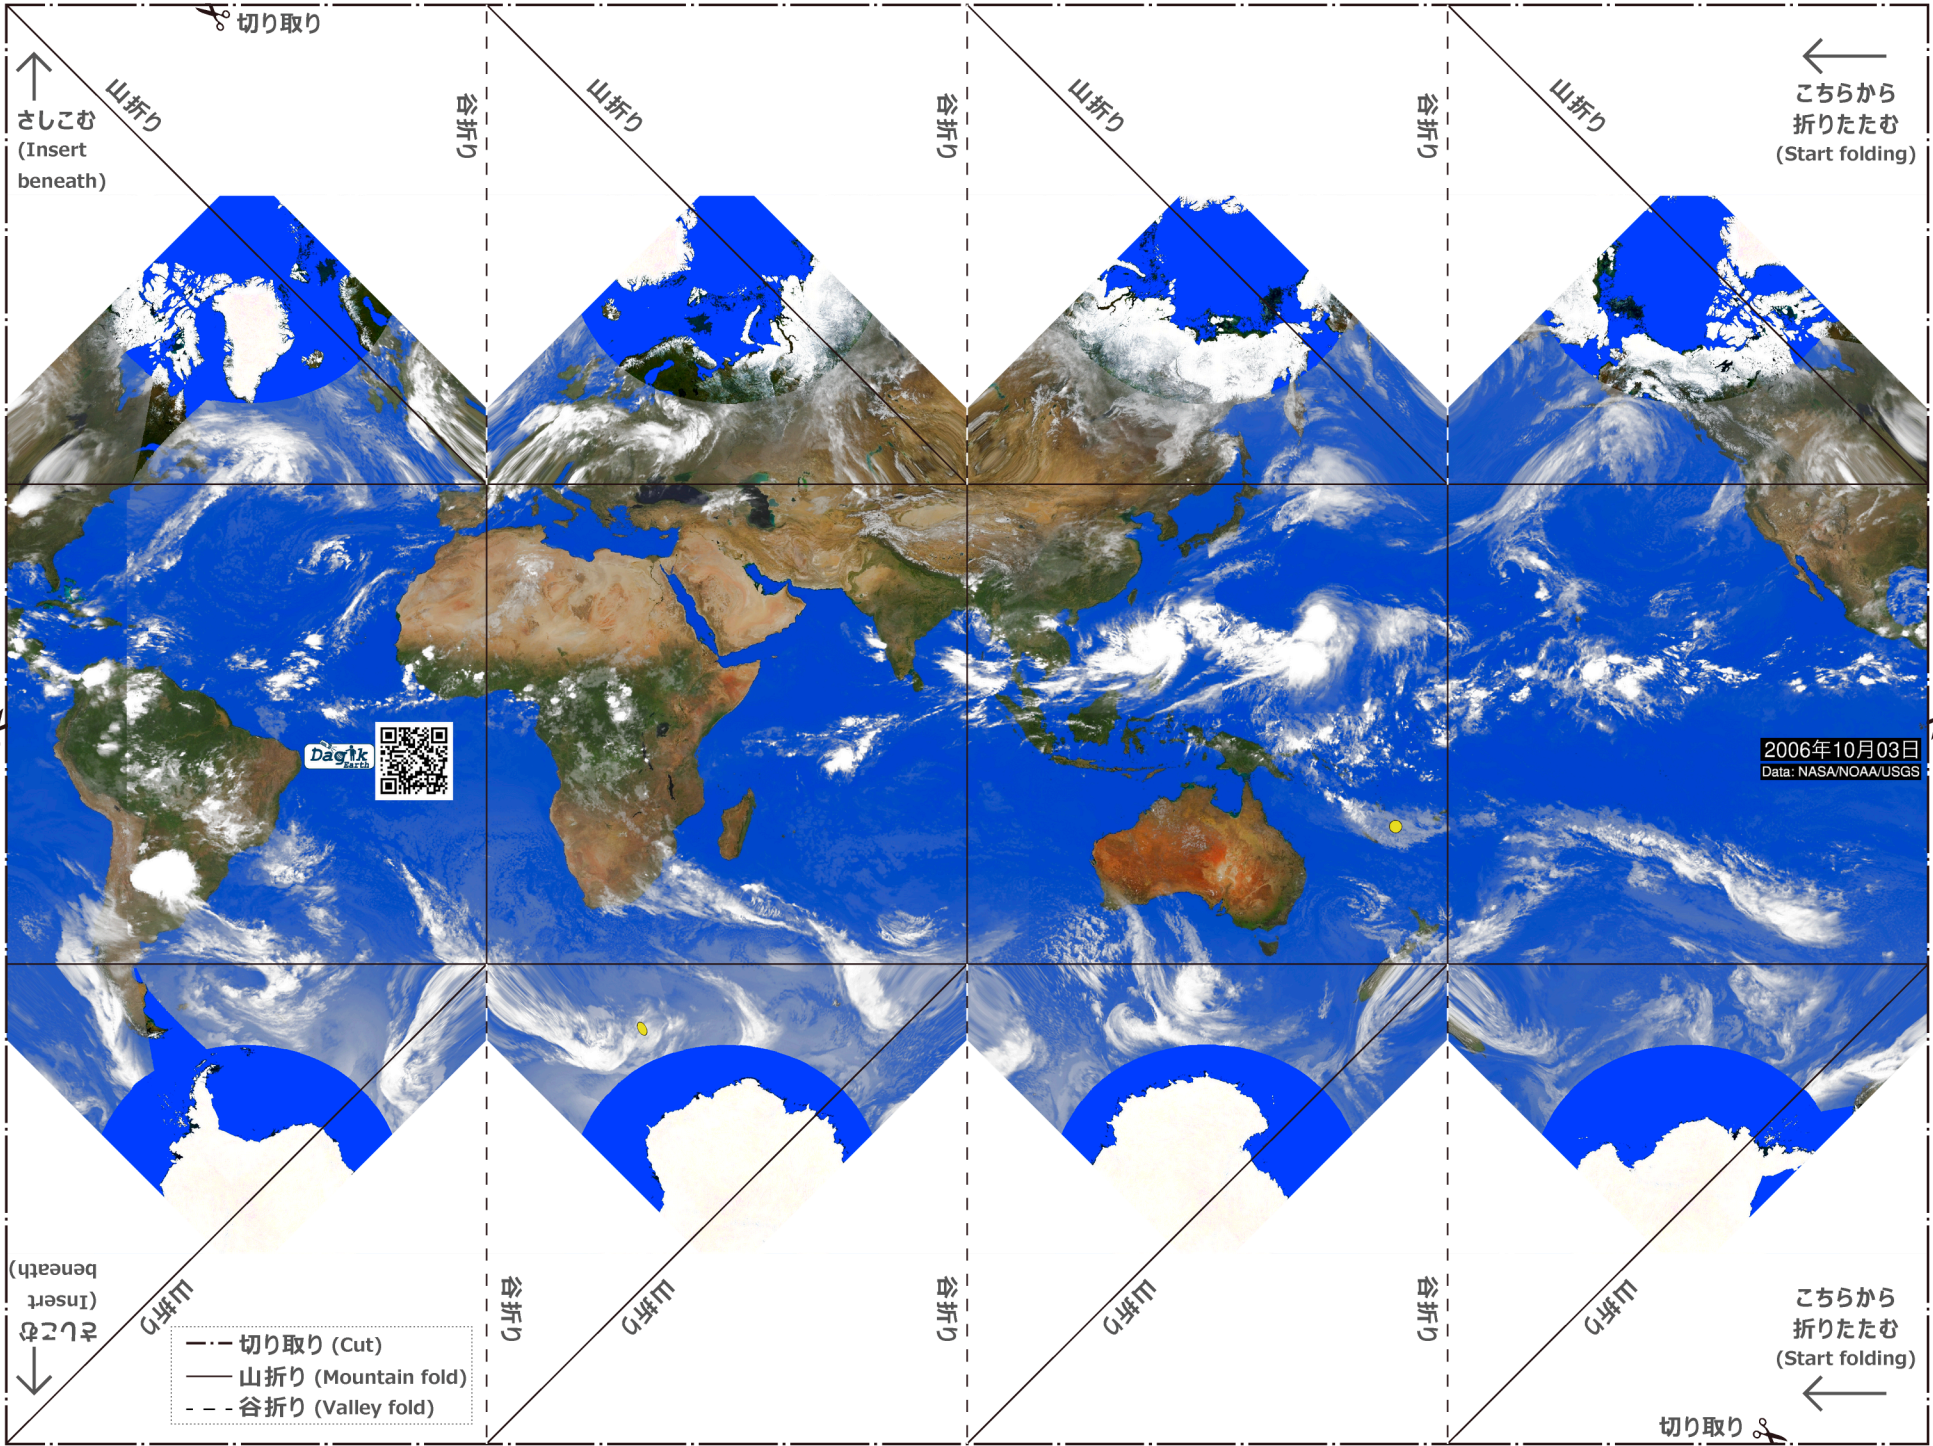 切り取り
山折り
谷折り
山折り
谷折り
山折り
谷折り
山折り
さしこむ
(Insert
beneath)
こちらから
折りたたむ
(Start folding)
Dagik
Earth
2006年10月03日
Data: NASA/NOAA/USGS
さしこむ
(Insert
beneath)
山折り
谷折り
山折り
谷折り
山折り
谷折り
山折り
切り取り (Cut)
山折り (Mountain fold)
谷折り (Valley fold)
こちらから
折りたたむ
(Start folding)
切り取り